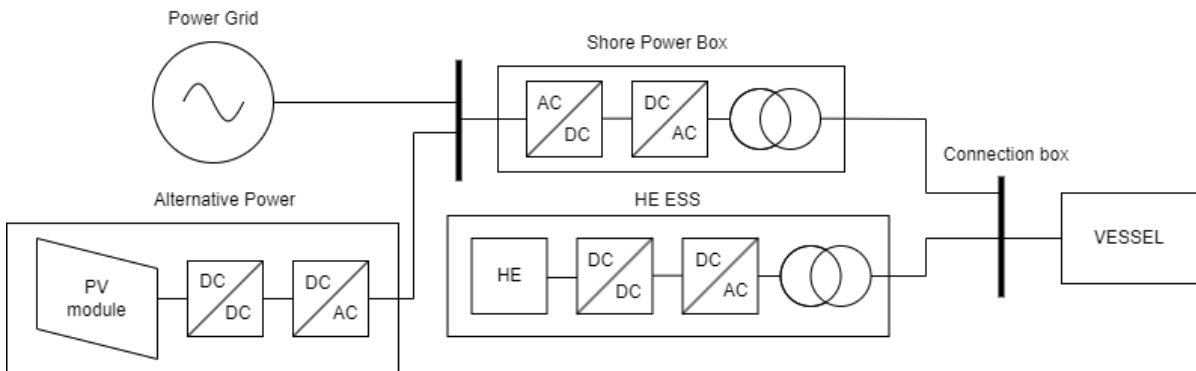 Power Grid
Shore Power Box
AC
DC
DC
AC
Connection box
Alternative Power
HE ESS
PV
module
DC
DC
DC
AC
HE
DC
DC
DC
AC
VESSEL